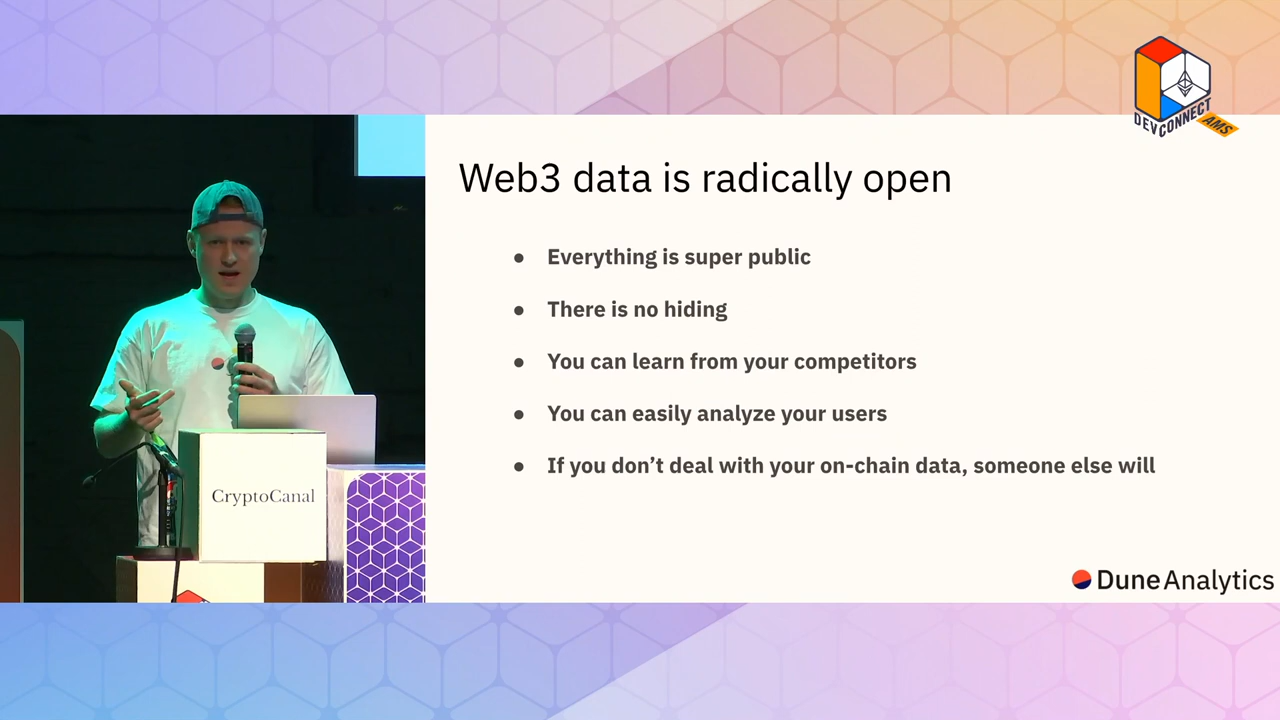 DEVCONNECT
AMS
Web3 data is radically open
● Everything is super public
● There is no hiding
● You can learn from your competitors
● You can easily analyze your users
● If you don’t deal with your on-chain data, someone else will
CryptoCanal
Dune Analytics